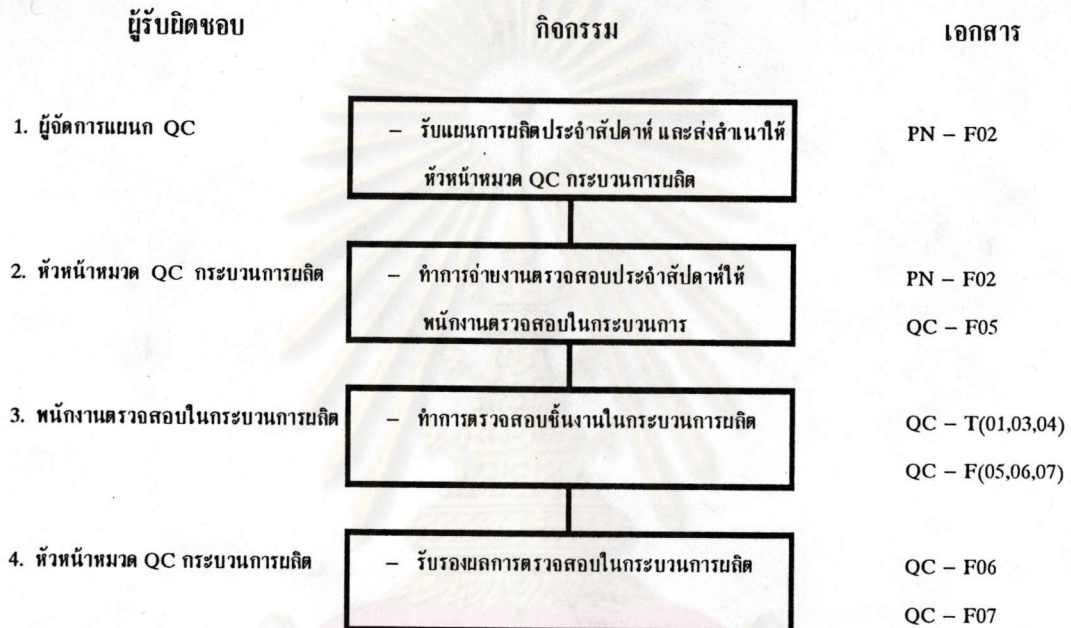 ผู้รับผิดชอบ กิจกรรม เอกสาร
1. ผู้จัดการแผนก QC – รับแผนการผลิตประจำสัปดาห์ และส่งสำเนาให้ PN – F02
หัวหน้าหมวด QC กระบวนการผลิต
2. หัวหน้าหมวด QC กระบวนการผลิต – ทำการจ่ายงานตรวจสอบประจำสัปดาห์ให้ PN – F02
พนักงานตรวจสอบในกระบวนการ QC – F05
3. พนักงานตรวจสอบในกระบวนการผลิต – ทำการตรวจสอบชิ้นงานในกระบวนการผลิต QC – T(01,03,04)
QC – F(05,06,07)
4. หัวหน้าหมวด QC กระบวนการผลิต – รับรองผลการตรวจสอบในกระบวนการผลิต QC – F06
QC – F07